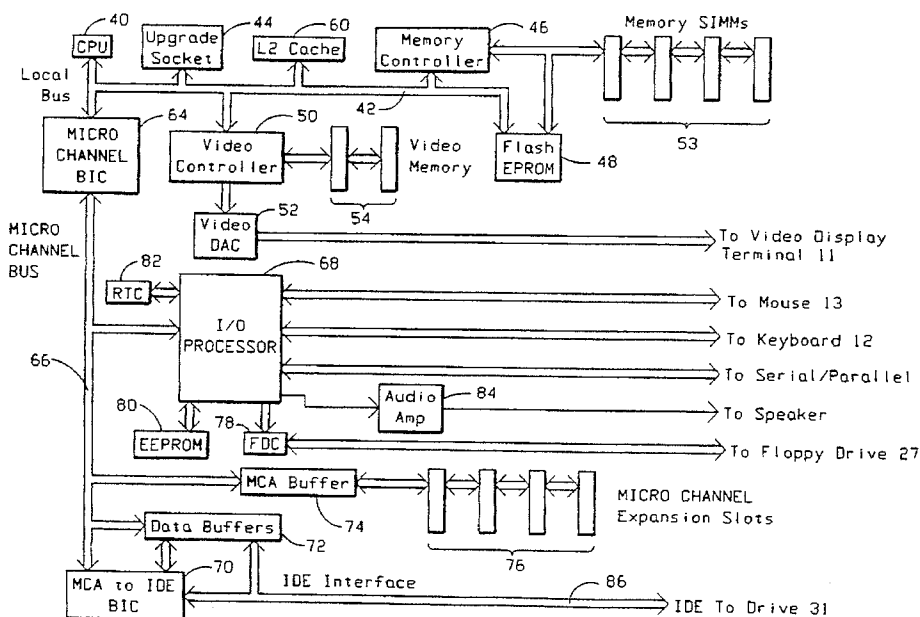 40
CPU
44
Upgrade
Socket
60
L2 Cache
46
Memory
Controller
Memory SIMMs
Local
Bus
42
64
MICRO
CHANNEL
BIC
50
Video
Controller
Video
Memory
54
Flash
EPROM
48
53
MICRO
CHANNEL
BUS
52
Video
DAC
To Video Display
Terminal 11
82
RTC
68
I/O
PROCESSOR
To Mouse 13
To Keyboard 12
66
To Serial/Parallel
Audio
Amp
84
To Speaker
80
EEPROM
78
FDC
To Floppy Drive 27
MCA Buffer
74
MICRO CHANNEL
Expansion Slots
76
Data Buffers
72
70
MCA to IDE
BIC
IDE Interface
86
IDE To Drive 31